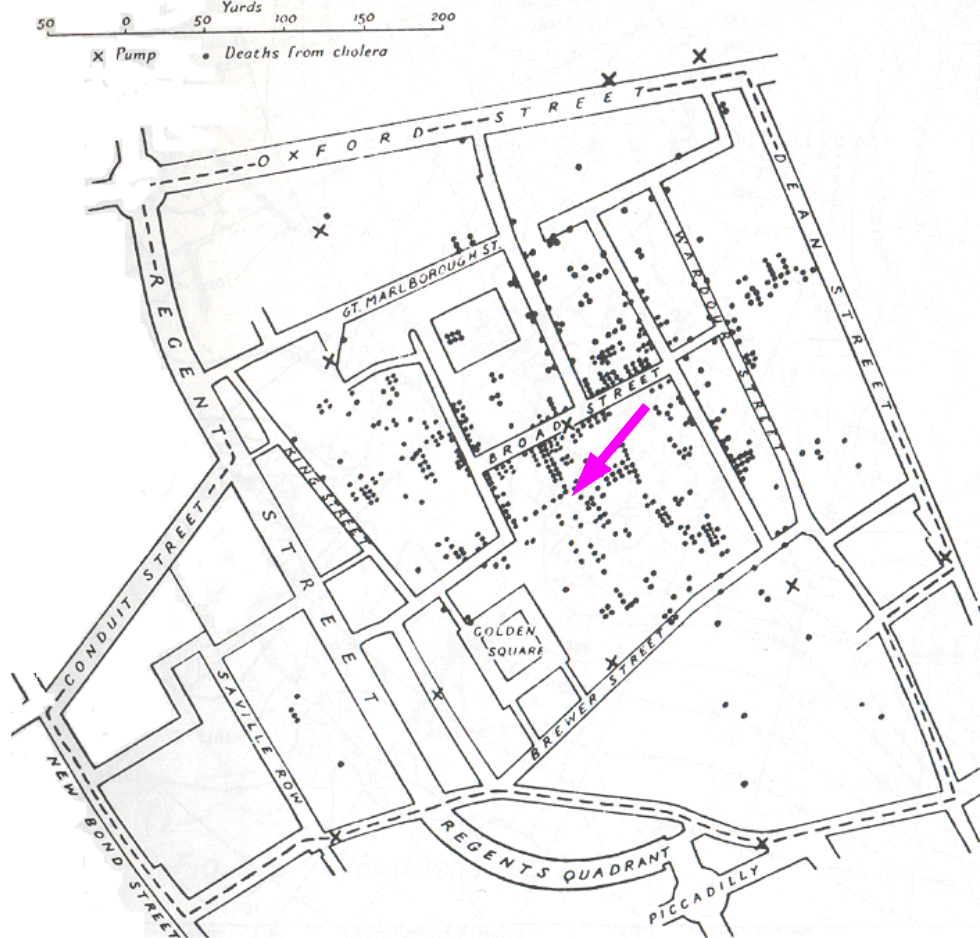 Yards
50 0 50 100 150 200
x Pump • Deaths from cholera
OXFORD STREET
DEAN STREET
REGENT STREET
WARDOUR STREET
GT. MARLBOROUGH ST.
BROAD STREET
KING STREET
CONDUIT STREET
GOLDEN
SQUARE
BREWER STREET
SAVILLE ROW
NEW BOND STREET
REGENTS QUADRANT
PICCADILLY